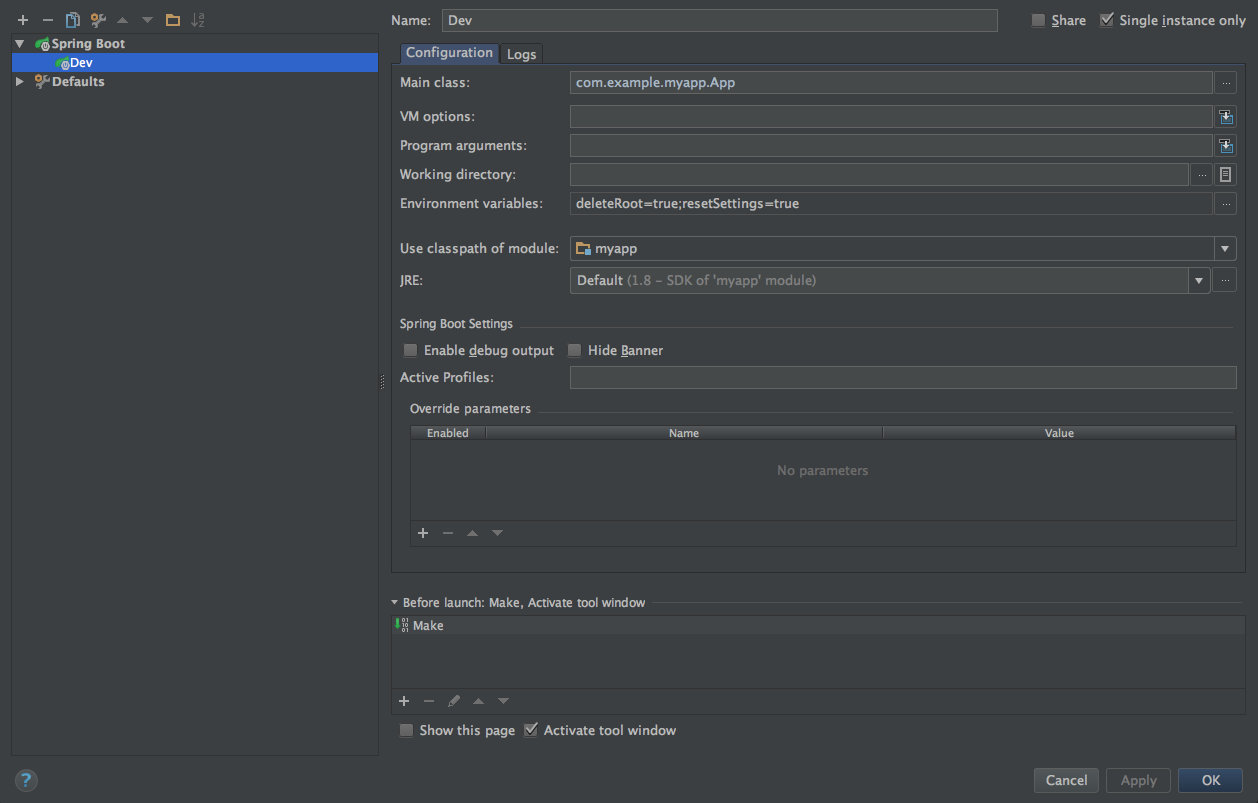 Name: Dev Share Single instance only
Spring Boot
Dev
Defaults
Configuration Logs
Main class: com.example.myapp.App ...
VM options:
Program arguments:
Working directory: ...
Environment variables: deleteRoot=true;resetSettings=true ...
Use classpath of module: myapp
JRE: Default (1.8 – SDK of 'myapp' module) ...
Spring Boot Settings
Enable debug output Hide Banner
Active Profiles:
Override parameters
Enabled Name Value
No parameters
Before launch: Make, Activate tool window
Make
Show this page Activate tool window
? Cancel Apply OK